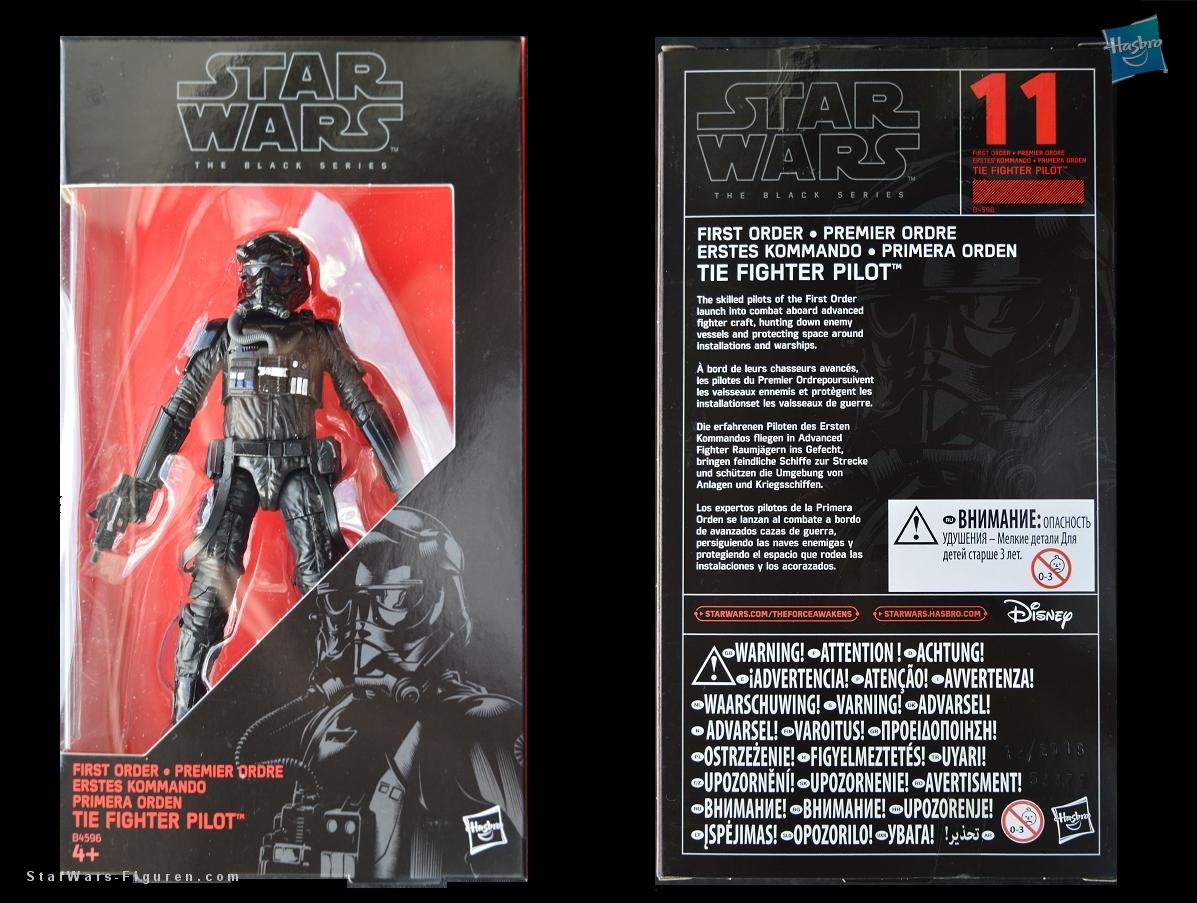 STAR
WARS™
THE BLACK SERIES
FIRST ORDER • PREMIER ORDRE
ERSTES KOMMANDO
PRIMERA ORDEN
TIE FIGHTER PILOT™
B4596
4+
Hasbro
StarWars-Figuren.com
Hasbro
STAR
WARS™
THE BLACK SERIES
11
FIRST ORDER • PREMIER ORDRE
ERSTES KOMMANDO • PRIMERA ORDEN
TIE FIGHTER PILOT™
B4596
FIRST ORDER • PREMIER ORDRE
ERSTES KOMMANDO • PRIMERA ORDEN
TIE FIGHTER PILOT™
The skilled pilots of the First Order
launch into combat aboard advanced
fighter craft, hunting down enemy
vessels and protecting space around
installations and warships.
À bord de leurs chasseurs avancés,
les pilotes du Premier Ordrepoursuivent
les vaisseaux ennemis et protègent les
installationset les vaisseaux de guerre.
Die erfahrenen Piloten des Ersten
Kommandos fliegen in Advanced
Fighter Raumjägern ins Gefecht,
bringen feindliche Schiffe zur Strecke
und schützen die Umgebung von
Anlagen und Kriegsschiffen.
Los expertos pilotos de la Primera
Orden se lanzan al combate a bordo
de avanzados cazas de guerra,
persiguiendo las naves enemigas y
protegiendo el espacio que rodea las
instalaciones y los acorazados.
RU ВНИМАНИЕ: ОПАСНОСТЬ
УДУШЕНИЯ – Мелкие детали Для
детей старше 3 лет.
0-3
STARWARS.COM/THEFORCEAWAKENS
STARWARS.HASBRO.COM
Disney
WARNING! ATTENTION ! ACHTUNG!
¡ADVERTENCIA! ATENÇÃO! AVVERTENZA!
WAARSCHUWING! VARNING! ADVARSEL!
ADVARSEL! VAROITUS! ΠΡΟΕΙΔΟΠΟΙΗΣΗ!
OSTRZEŻENIE! FIGYELMEZTETÉS! UYARI!
UPOZORNĚNÍ! UPOZORNENIE! AVERTISMENT!
ВНИМАНИЕ! ВНИМАНИЕ! UPOZORENJE!
ĮSPĖJIMAS! OPOZORILO! УВАГА! تحذير!
0-3
Hasbro